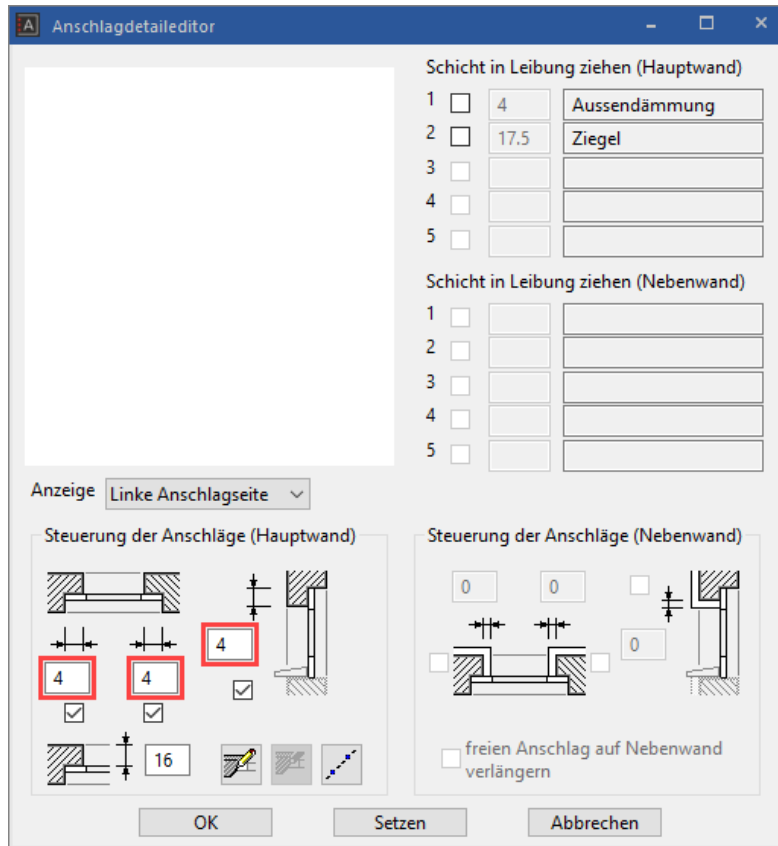 A Anschlagdetaileditor
Schicht in Leibung ziehen (Hauptwand)
1 4 Aussendämmung
2 17.5 Ziegel
3
4
5
Schicht in Leibung ziehen (Nebenwand)
1
2
3
4
5
Anzeige Linke Anschlagseite
Steuerung der Anschläge (Hauptwand)
4
4 4
16
Steuerung der Anschläge (Nebenwand)
0 0
0
freien Anschlag auf Nebenwand
verlängern
OK Setzen Abbrechen